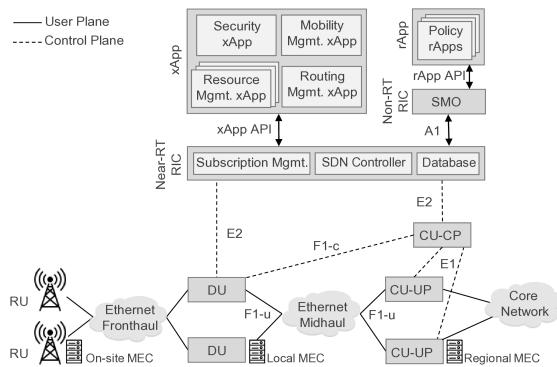 User Plane
Control Plane
xApp
Security
xApp
Mobility
Mgmt. xApp
Resource
Mgmt. xApp
Routing
Mgmt. xApp
rApp
Policy
rApps
rApp API
Non-RT
RIC
SMO
xApp API
A1
Near-RT
RIC
Subscription Mgmt.
SDN Controller
Database
E2
E2
F1-c
CU-CP
E1
RU
DU
CU-UP
Ethernet
Fronthaul
F1-u
Ethernet
Midhaul
F1-u
Core
Network
RU
On-site MEC
DU
Local MEC
CU-UP
Regional MEC